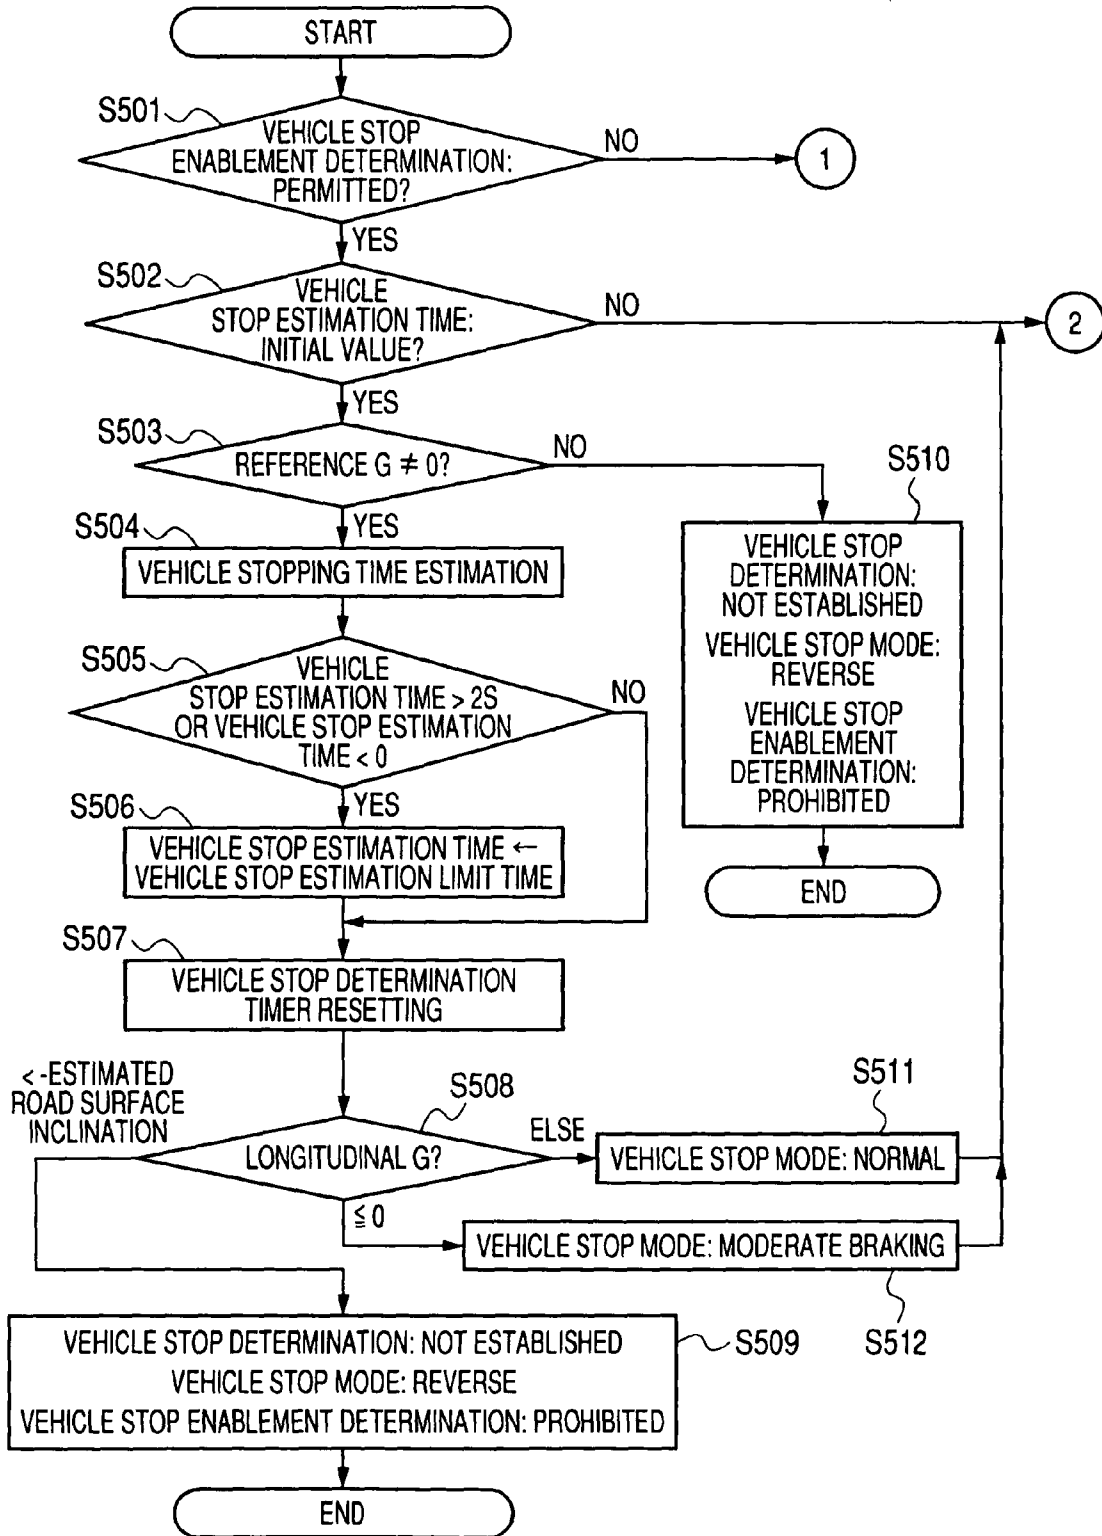 START
S501
VEHICLE STOP
ENABLEMENT DETERMINATION:
PERMITTED?
NO
1
YES
S502
VEHICLE
STOP ESTIMATION TIME:
INITIAL VALUE?
NO
2
YES
S503
REFERENCE G ≠ 0?
NO
S510
YES
S504
VEHICLE STOPPING TIME ESTIMATION
VEHICLE STOP
DETERMINATION:
NOT ESTABLISHED
VEHICLE STOP MODE:
REVERSE
VEHICLE STOP
ENABLEMENT
DETERMINATION:
PROHIBITED
END
S505
VEHICLE
STOP ESTIMATION TIME > 2S
OR VEHICLE STOP ESTIMATION
TIME < 0
NO
YES
S506
VEHICLE STOP ESTIMATION TIME ←
VEHICLE STOP ESTIMATION LIMIT TIME
S507
VEHICLE STOP DETERMINATION
TIMER RESETTING
< -ESTIMATED
ROAD SURFACE
INCLINATION
S508
LONGITUDINAL G?
ELSE
S511
VEHICLE STOP MODE: NORMAL
≦ 0
VEHICLE STOP MODE: MODERATE BRAKING
S512
VEHICLE STOP DETERMINATION: NOT ESTABLISHED
VEHICLE STOP MODE: REVERSE
VEHICLE STOP ENABLEMENT DETERMINATION: PROHIBITED
S509
END